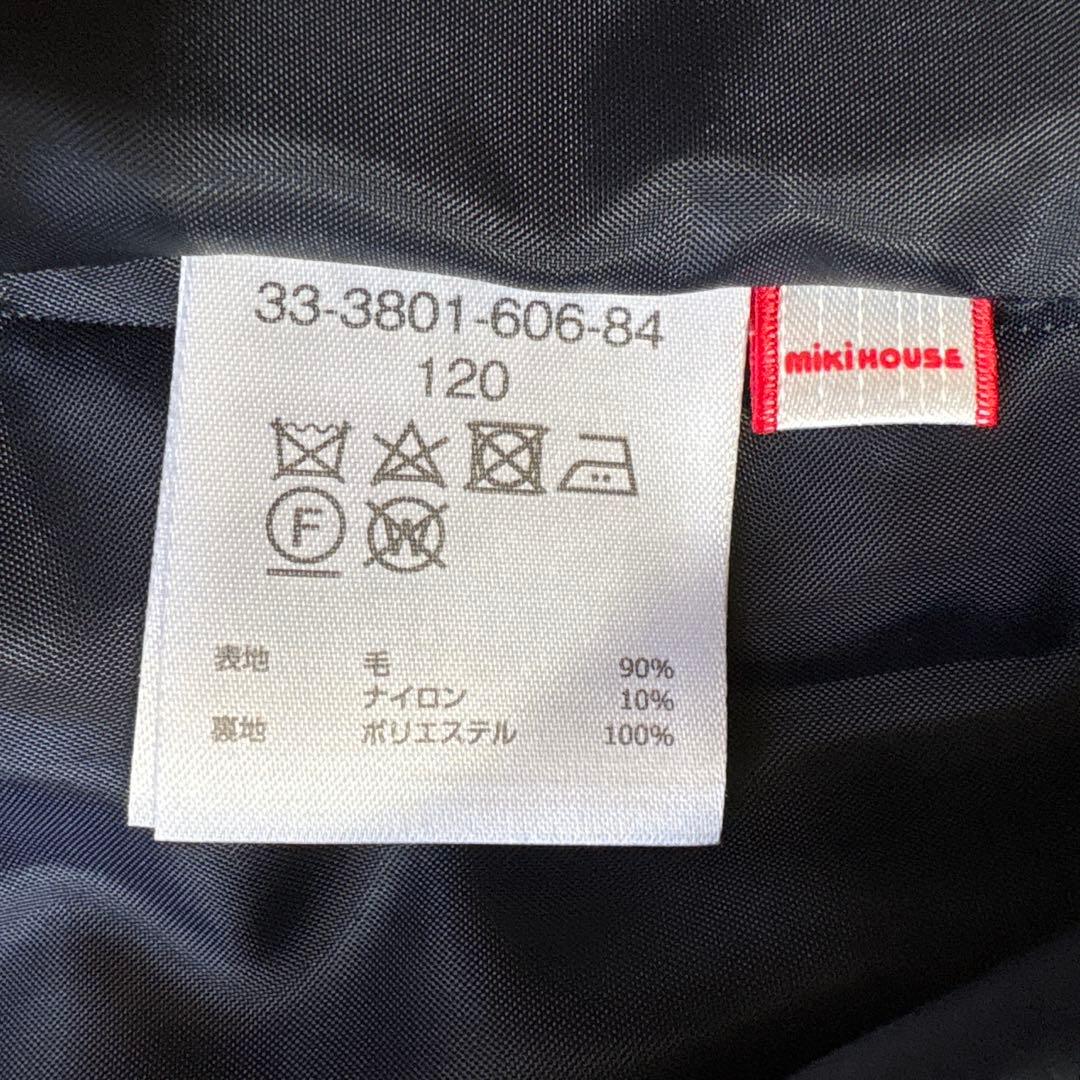 33-3801-606-84
120
F
W
表地 毛 90%
ナイロン 10%
裏地 ポリエステル 100%
mikiHOUSE